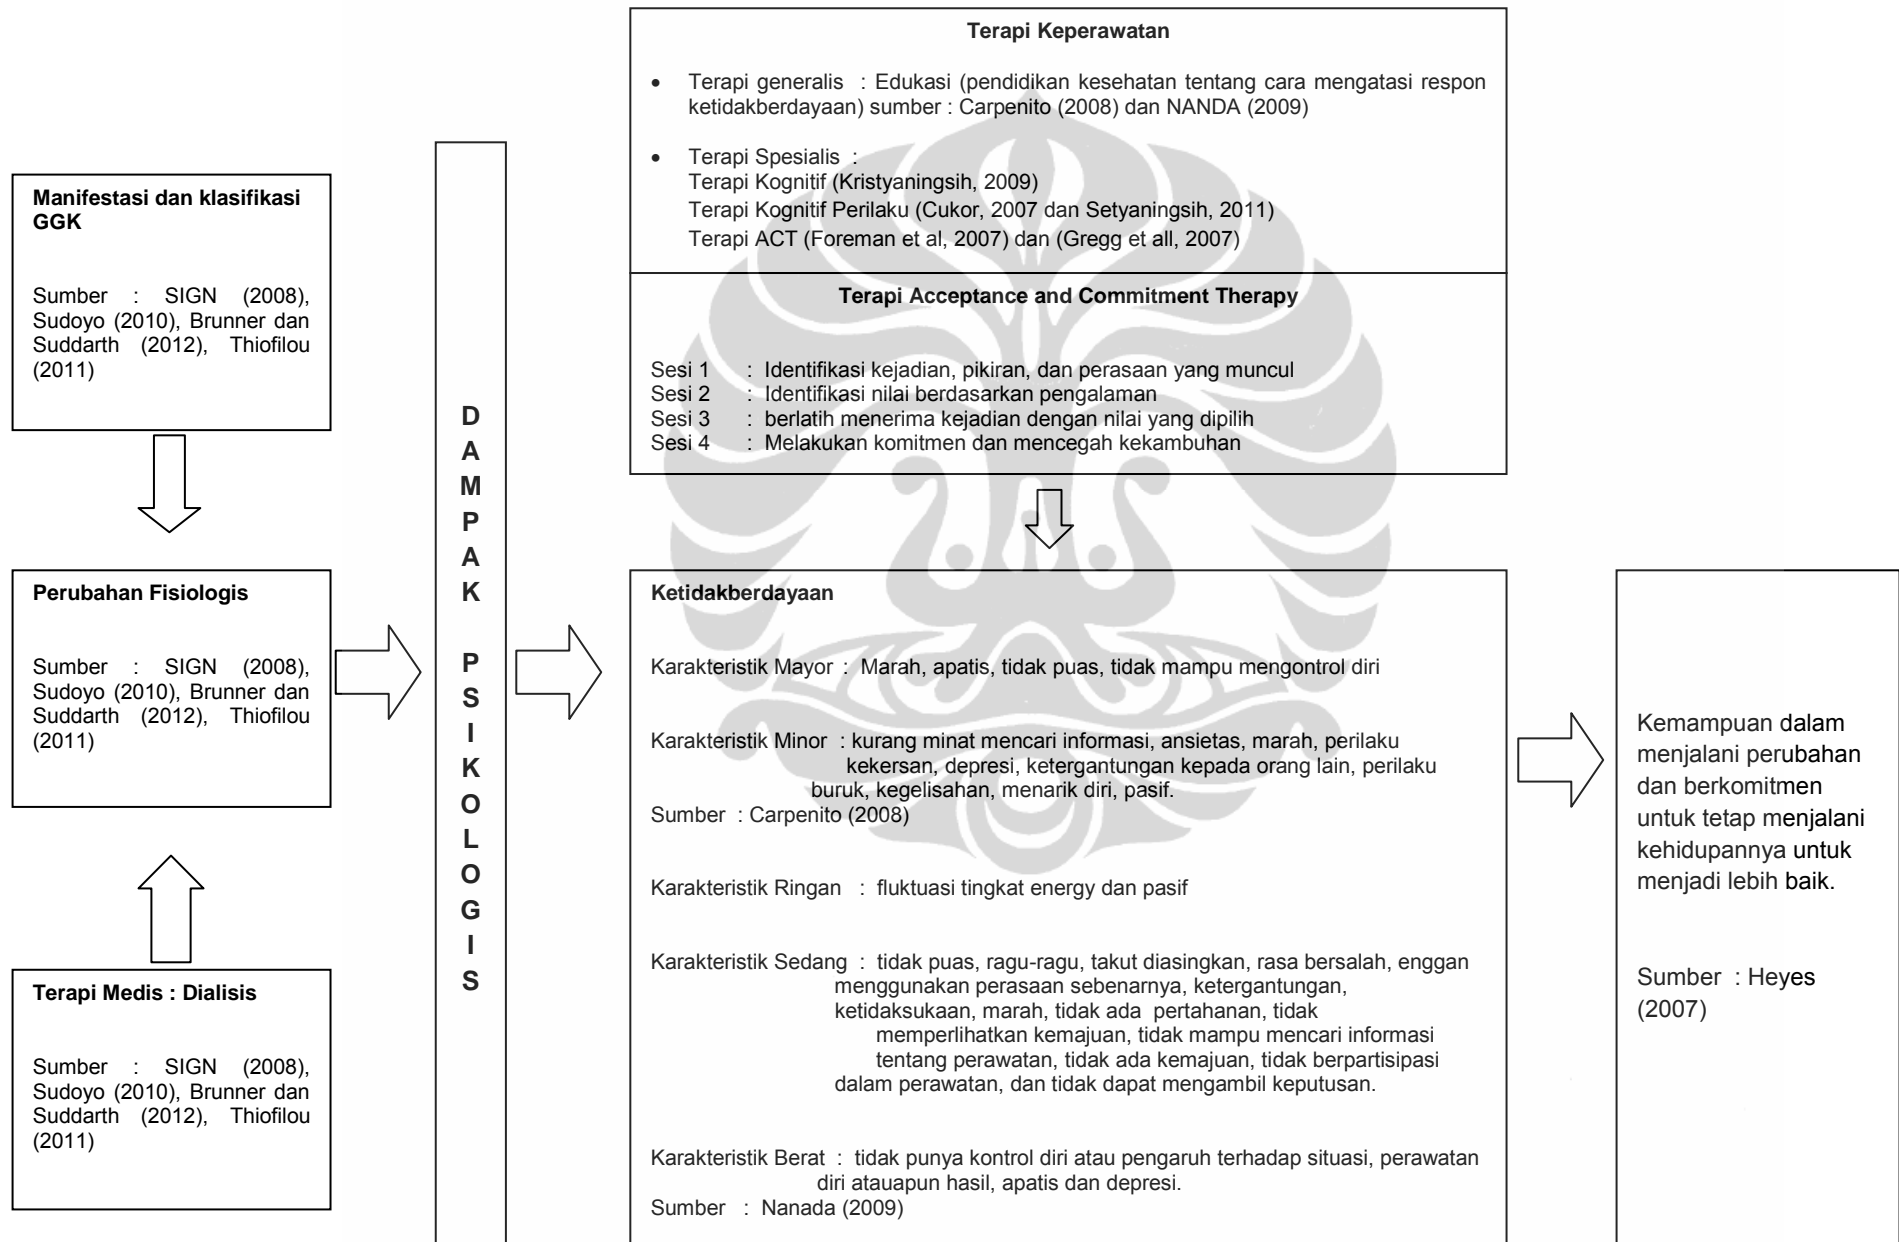 Terapi Keperawatan
• Terapi generalis : Edukasi (pendidikan kesehatan tentang cara mengatasi respon
ketidakberdayaan) sumber : Carpenito (2008) dan NANDA (2009)
• Terapi Spesialis :
Terapi Kognitif (Kristyaningsih, 2009)
Terapi Kognitif Perilaku (Cukor, 2007 dan Setyaningsih, 2011)
Terapi ACT (Foreman et al, 2007) dan (Gregg et all, 2007)
Terapi Acceptance and Commitment Therapy
Sesi 1 : Identifikasi kejadian, pikiran, dan perasaan yang muncul
Sesi 2 : Identifikasi nilai berdasarkan pengalaman
Sesi 3 : berlatih menerima kejadian dengan nilai yang dipilih
Sesi 4 : Melakukan komitmen dan mencegah kekambuhan
Manifestasi dan klasifikasi
GGK
Sumber : SIGN (2008),
Sudoyo (2010), Brunner dan
Suddarth (2012), Thiofilou
(2011)
Perubahan Fisiologis
Sumber : SIGN (2008),
Sudoyo (2010), Brunner dan
Suddarth (2012), Thiofilou
(2011)
Terapi Medis : Dialisis
Sumber : SIGN (2008),
Sudoyo (2010), Brunner dan
Suddarth (2012), Thiofilou
(2011)
D
A
M
P
A
K
P
S
I
K
O
L
O
G
I
S
Ketidakberdayaan
Karakteristik Mayor : Marah, apatis, tidak puas, tidak mampu mengontrol diri
Karakteristik Minor : kurang minat mencari informasi, ansietas, marah, perilaku
kekersan, depresi, ketergantungan kepada orang lain, perilaku
buruk, kegelisahan, menarik diri, pasif.
Sumber : Carpenito (2008)
Karakteristik Ringan : fluktuasi tingkat energy dan pasif
Karakteristik Sedang : tidak puas, ragu-ragu, takut diasingkan, rasa bersalah, enggan
menggunakan perasaan sebenarnya, ketergantungan,
ketidaksukaan, marah, tidak ada pertahanan, tidak
memperlihatkan kemajuan, tidak mampu mencari informasi
tentang perawatan, tidak ada kemajuan, tidak berpartisipasi
dalam perawatan, dan tidak dapat mengambil keputusan.
Karakteristik Berat : tidak punya kontrol diri atau pengaruh terhadap situasi, perawatan
diri atauapun hasil, apatis dan depresi.
Sumber : Nanada (2009)
Kemampuan dalam
menjalani perubahan
dan berkomitmen
untuk tetap menjalani
kehidupannya untuk
menjadi lebih baik.
Sumber : Heyes
(2007)